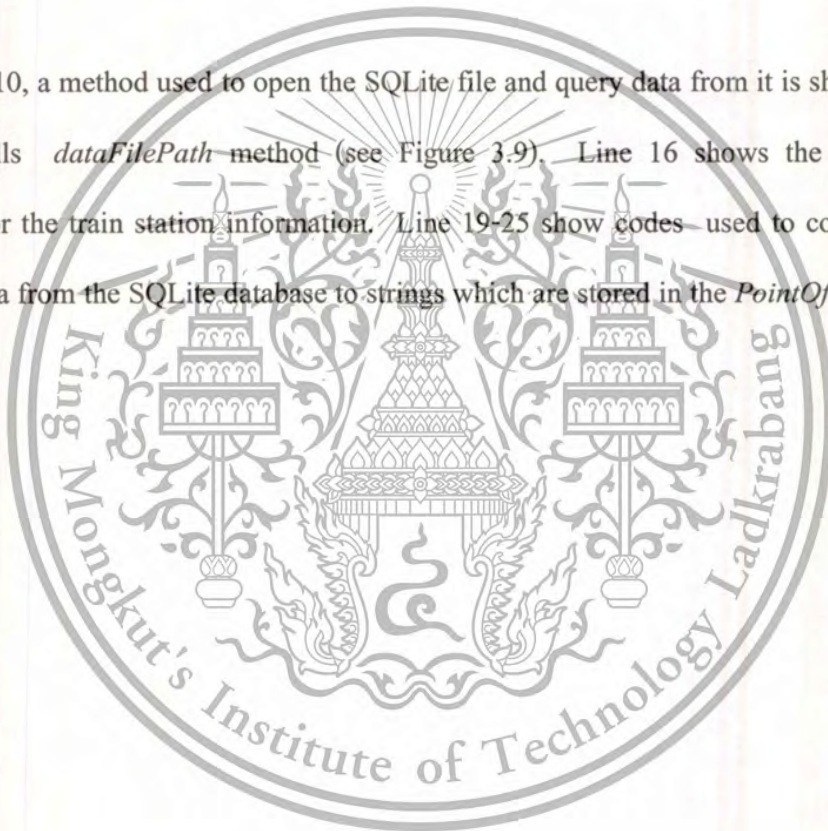 10, a method used to open the SQLite file and query data from it is sh
lls dataFilePath method (see Figure 3.9). Line 16 shows the
r the train station information. Line 19-25 show codes used to co
a from the SQLite database to strings which are stored in the PointOf
King Mongkut's Institute of Technology Ladkrabang